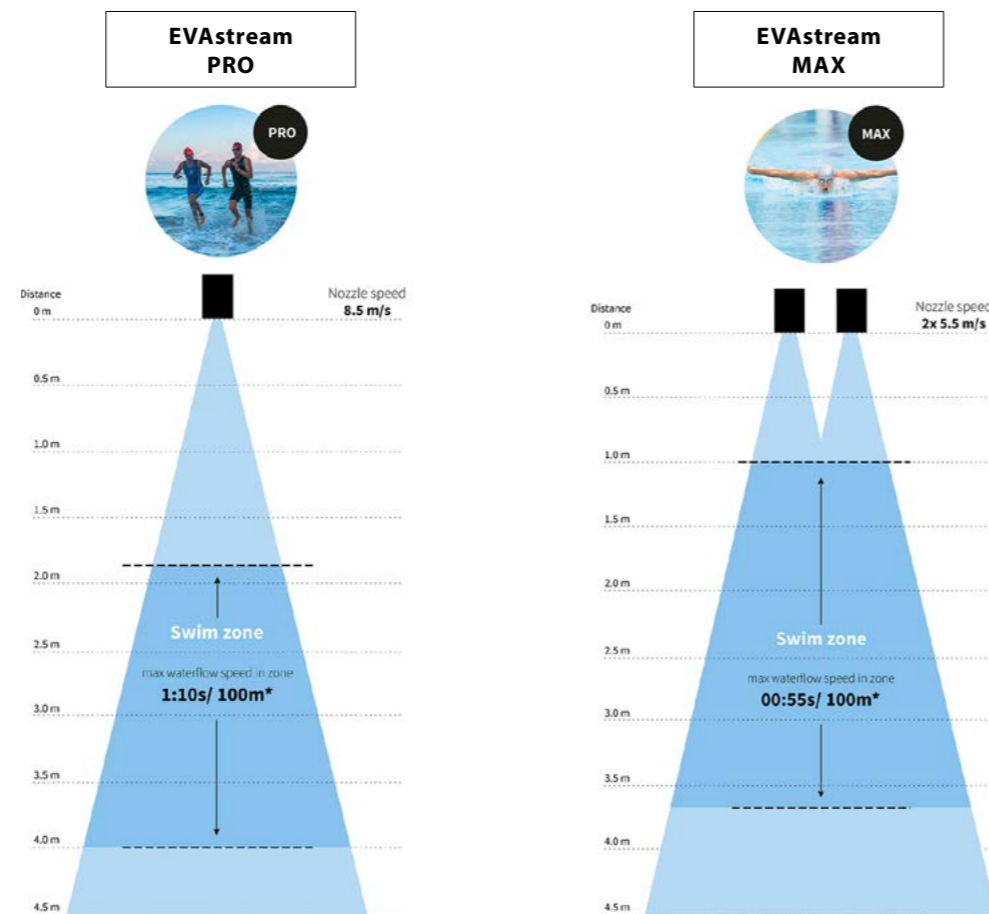 EVAstream
PRO
PRO
Distance
0 m
Nozzle speed
8.5 m/s
0.5 m
1.0 m
1.5 m
2.0 m
Swim zone
2.5 m
max waterflow speed in zone
1:10s/ 100m*
3.0 m
3.5 m
4.0 m
4.5 m
EVAstream
MAX
MAX
Distance
0 m
Nozzle speed
2x 5.5 m/s
0.5 m
1.0 m
1.5 m
2.0 m
Swim zone
2.5 m
max waterflow speed in zone
00:55s/ 100m*
3.0 m
3.5 m
4.0 m
4.5 m